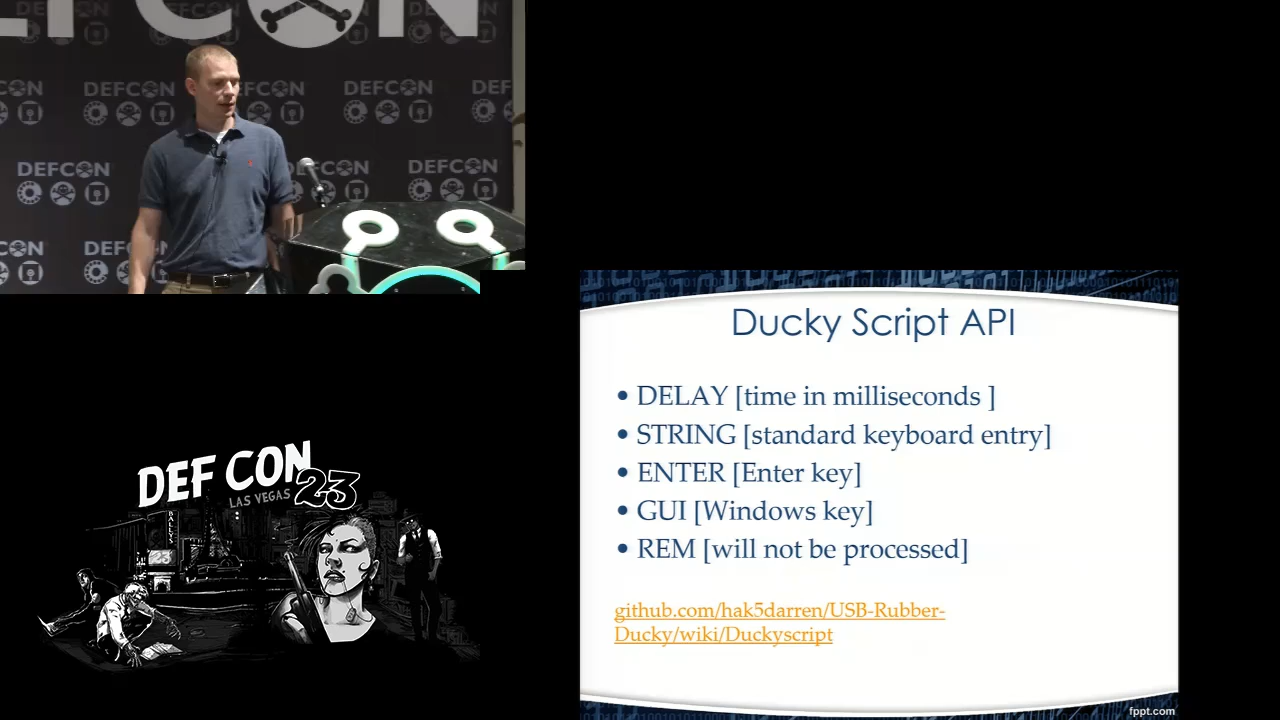 DEFCON
DEFCON
DEFCON
DEFCON
DEFCON
DEFCON
DEFCON
DEFCON
DEF CON
23
LAS VEGAS
BALLY'S
Ducky Script API
• DELAY [time in milliseconds ]
• STRING [standard keyboard entry]
• ENTER [Enter key]
• GUI [Windows key]
• REM [will not be processed]
github.com/hak5darren/USB-Rubber-
Ducky/wiki/Duckyscript
fppt.com